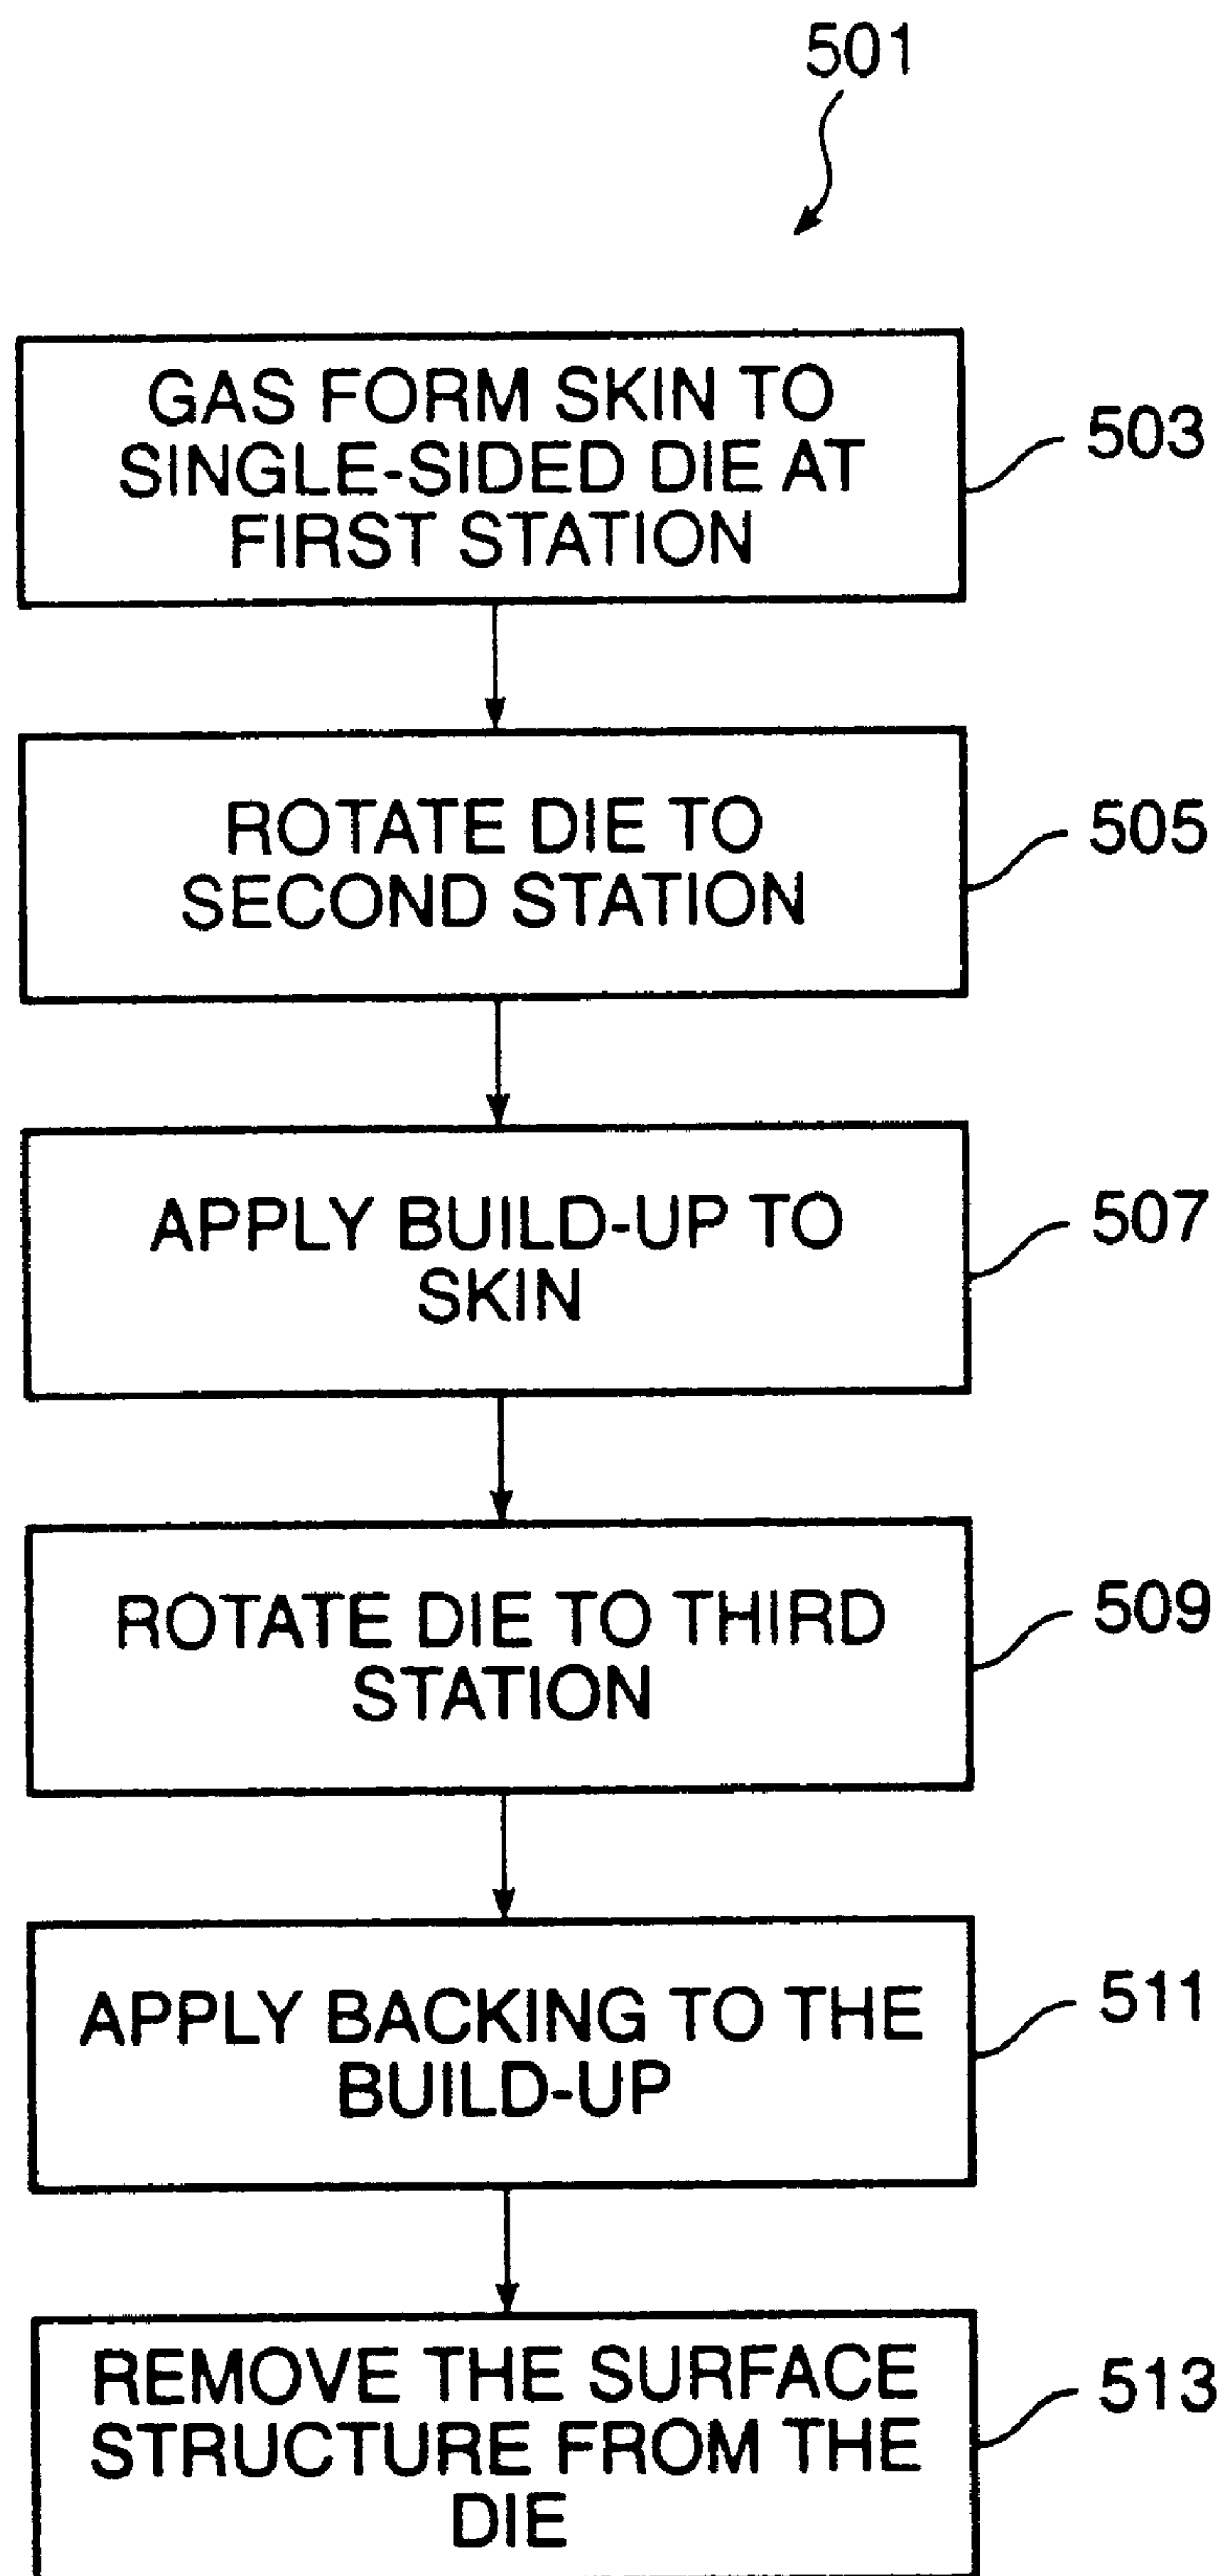 501
GAS FORM SKIN TO
SINGLE-SIDED DIE AT
FIRST STATION
503
ROTATE DIE TO
SECOND STATION
505
APPLY BUILD-UP TO
SKIN
507
ROTATE DIE TO THIRD
STATION
509
APPLY BACKING TO THE
BUILD-UP
511
REMOVE THE SURFACE
STRUCTURE FROM THE
DIE
513